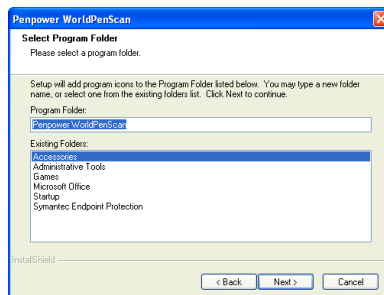 Penpower WorldPenScan
Select Program Folder
Please select a program folder.
Setup will add program icons to the Program Folder listed below. You may type a new folder
name, or select one from the existing folders list. Click Next to continue.
Program Folder:
Penpower WorldPenScan
Existing Folders:
Accessories
Administrative Tools
Games
Microsoft Office
Startup
Symantec Endpoint Protection
InstallShield
< Back
Next >
Cancel